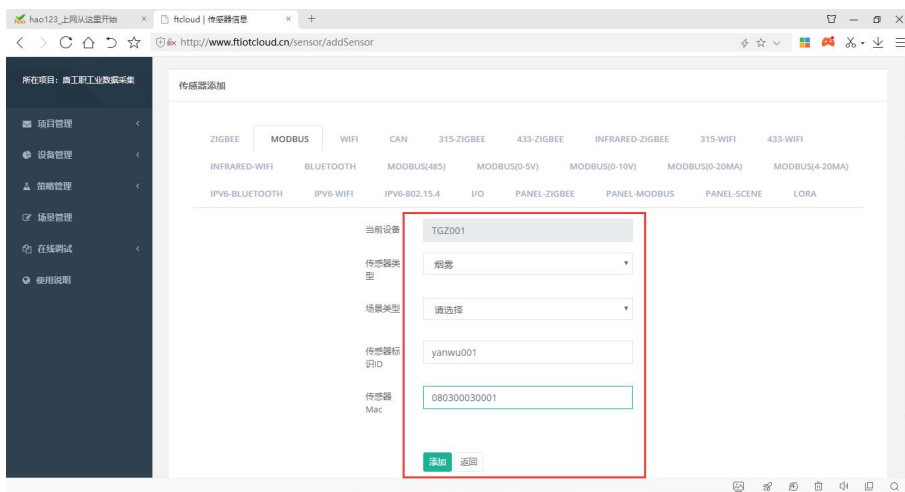 hao123_上网从这里开始
ftcloud | 传感器信息
http://www.ftiotcloud.cn/sensor/addSensor
所在项目：唐工职工业数据采集
传感器添加
项目管理
设备管理
策略管理
场景管理
在线调试
使用说明
ZIGBEE MODBUS WIFI CAN 315-ZIGBEE 433-ZIGBEE INFRARED-ZIGBEE 315-WIFI 433-WIFI
INFRARED-WIFI BLUETOOTH MODBUS(485) MODBUS(0-5V) MODBUS(0-10V) MODBUS(0-20MA) MODBUS(4-20MA)
IPV6-BLUETOOTH IPV6-WIFI IPV6-802.15.4 I/O PANEL-ZIGBEE PANEL-MODBUS PANEL-SCENE LORA
当前设备 TGZ001
传感器类
型
烟雾
场景类型 请选择
传感器标
识ID
yanwu001
传感器
Mac
080300030001
添加 返回